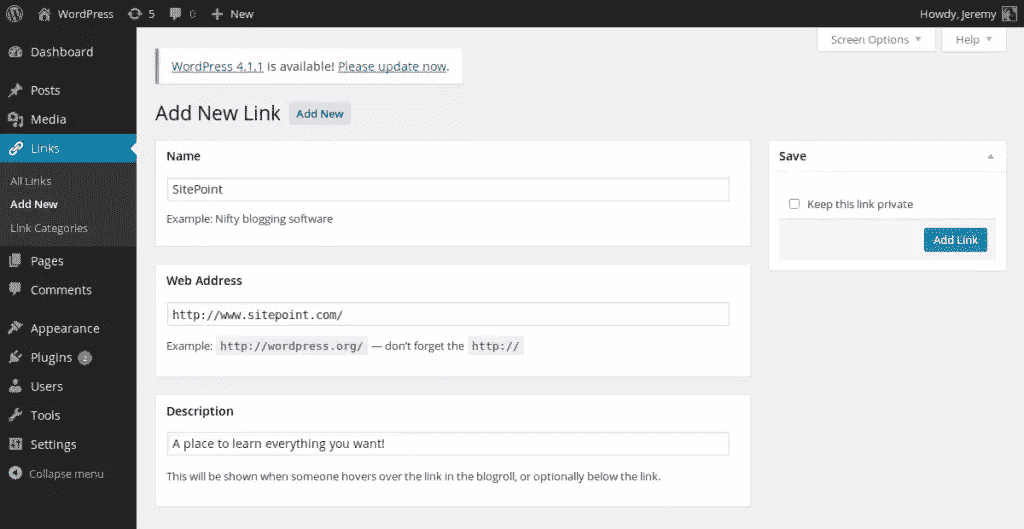 WordPress 5 0 New Howdy, Jeremy
Dashboard
Posts
Media
Links
All Links
Add New
Link Categories
Pages
Comments
Appearance
Plugins 2
Users
Tools
Settings
Collapse menu
Screen Options Help
WordPress 4.1.1 is available! Please update now.
Add New Link Add New
Name
SitePoint
Example: Nifty blogging software
Web Address
http://www.sitepoint.com/
Example: http://wordpress.org/ — don’t forget the http://
Description
A place to learn everything you want!
This will be shown when someone hovers over the link in the blogroll, or optionally below the link.
Save
Keep this link private
Add Link